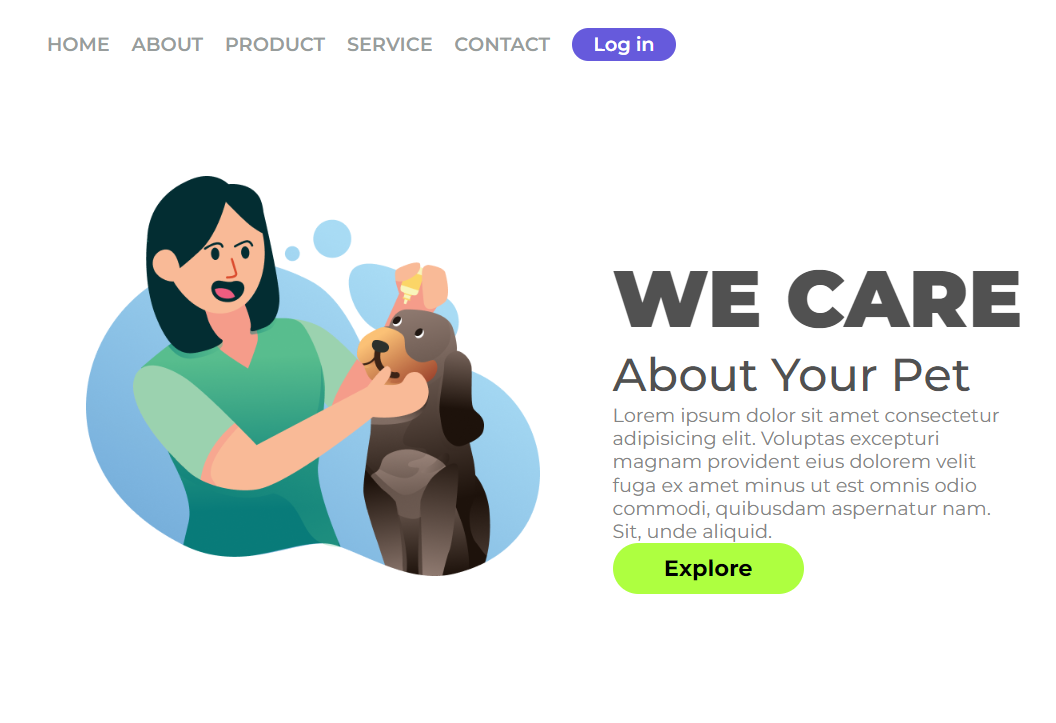 HOME ABOUT PRODUCT SERVICE CONTACT Log in
WE CARE
About Your Pet
Lorem ipsum dolor sit amet consectetur
adipisicing elit. Voluptas excepturi
magnam provident eius dolorem velit
fuga ex amet minus ut est omnis odio
commodi, quibusdam aspernatur nam.
Sit, unde aliquid.
Explore